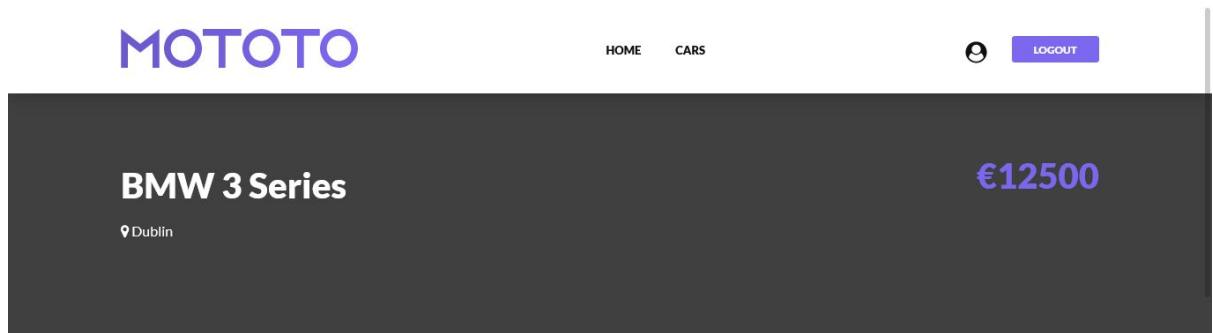 MOTOTO
HOME CARS
LOGOUT
BMW 3 Series
€12500
Dublin